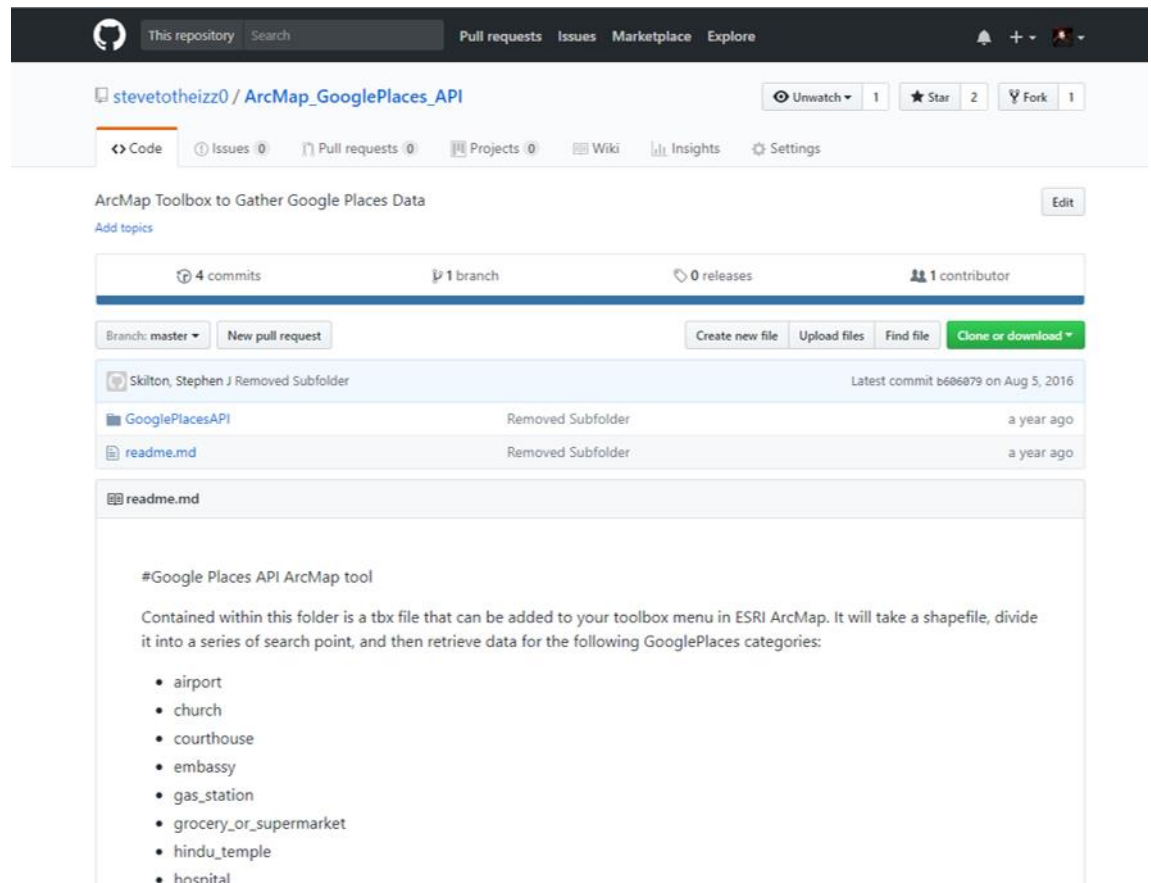 This repository Search Pull requests Issues Marketplace Explore
stevetotheizz0 / ArcMap_GooglePlaces_API Unwatch 1 Star 2 Fork 1
Code Issues 0 Pull requests 0 Projects 0 Wiki Insights Settings
ArcMap Toolbox to Gather Google Places Data Edit
Add topics
4 commits 1 branch 0 releases 1 contributor
Branch: master New pull request Create new file Upload files Find file Clone or download
Skilton, Stephen J Removed Subfolder Latest commit b606079 on Aug 5, 2016
GooglePlacesAPI Removed Subfolder a year ago
readme.md Removed Subfolder a year ago
readme.md
#Google Places API ArcMap tool
Contained within this folder is a tbx file that can be added to your toolbox menu in ESRI ArcMap. It will take a shapefile, divide
it into a series of search point, and then retrieve data for the following GooglePlaces categories:
• airport
• church
• courthouse
• embassy
• gas_station
• grocery_or_supermarket
• hindu_temple
• hospital